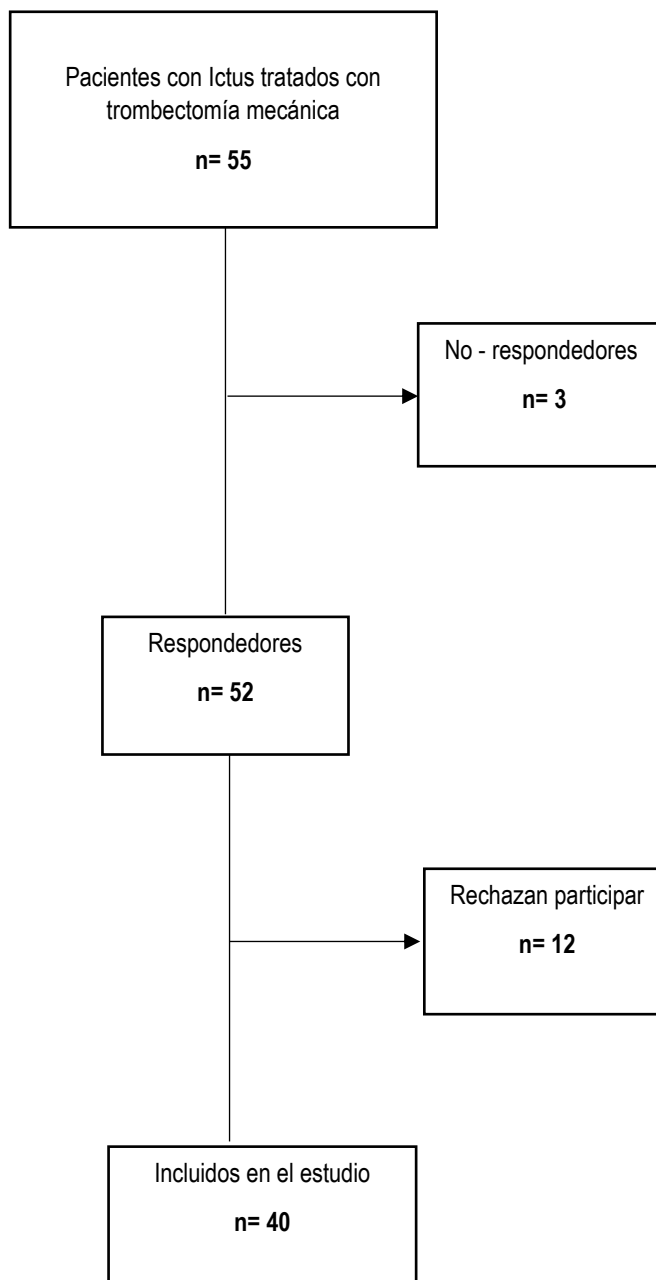 Pacientes con Ictus tratados con
trombectomía mecánica
n= 55
No - respondedores
n= 3
Respondedores
n= 52
Rechazan participar
n= 12
Incluidos en el estudio
n= 40